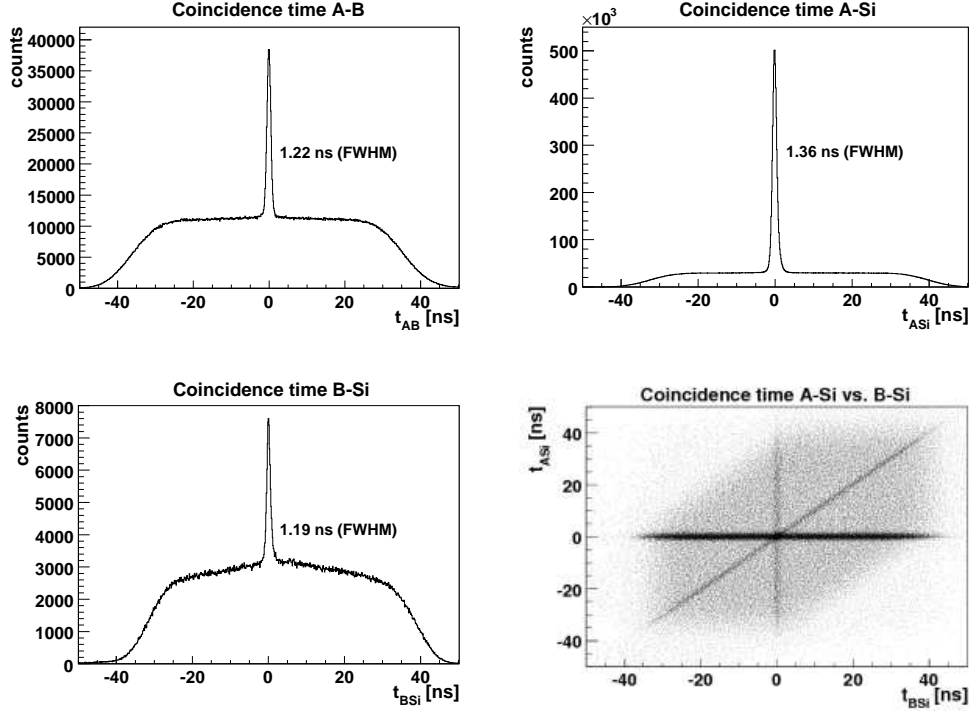 Coincidence time A-B
counts
40000
35000
30000
25000
20000
15000
10000
5000
0
1.22 ns (FWHM)
-40 -20 0 20 40
t_AB [ns]
Coincidence time A-Si
×10³
counts
500
400
300
200
100
0
1.36 ns (FWHM)
-40 -20 0 20 40
t_ASi [ns]
Coincidence time B-Si
counts
8000
7000
6000
5000
4000
3000
2000
1000
0
1.19 ns (FWHM)
-40 -20 0 20 40
t_BSi [ns]
Coincidence time A-Si vs. B-Si
t_ASi [ns]
40
20
0
-20
-40
-40 -20 0 20 40
t_BSi [ns]